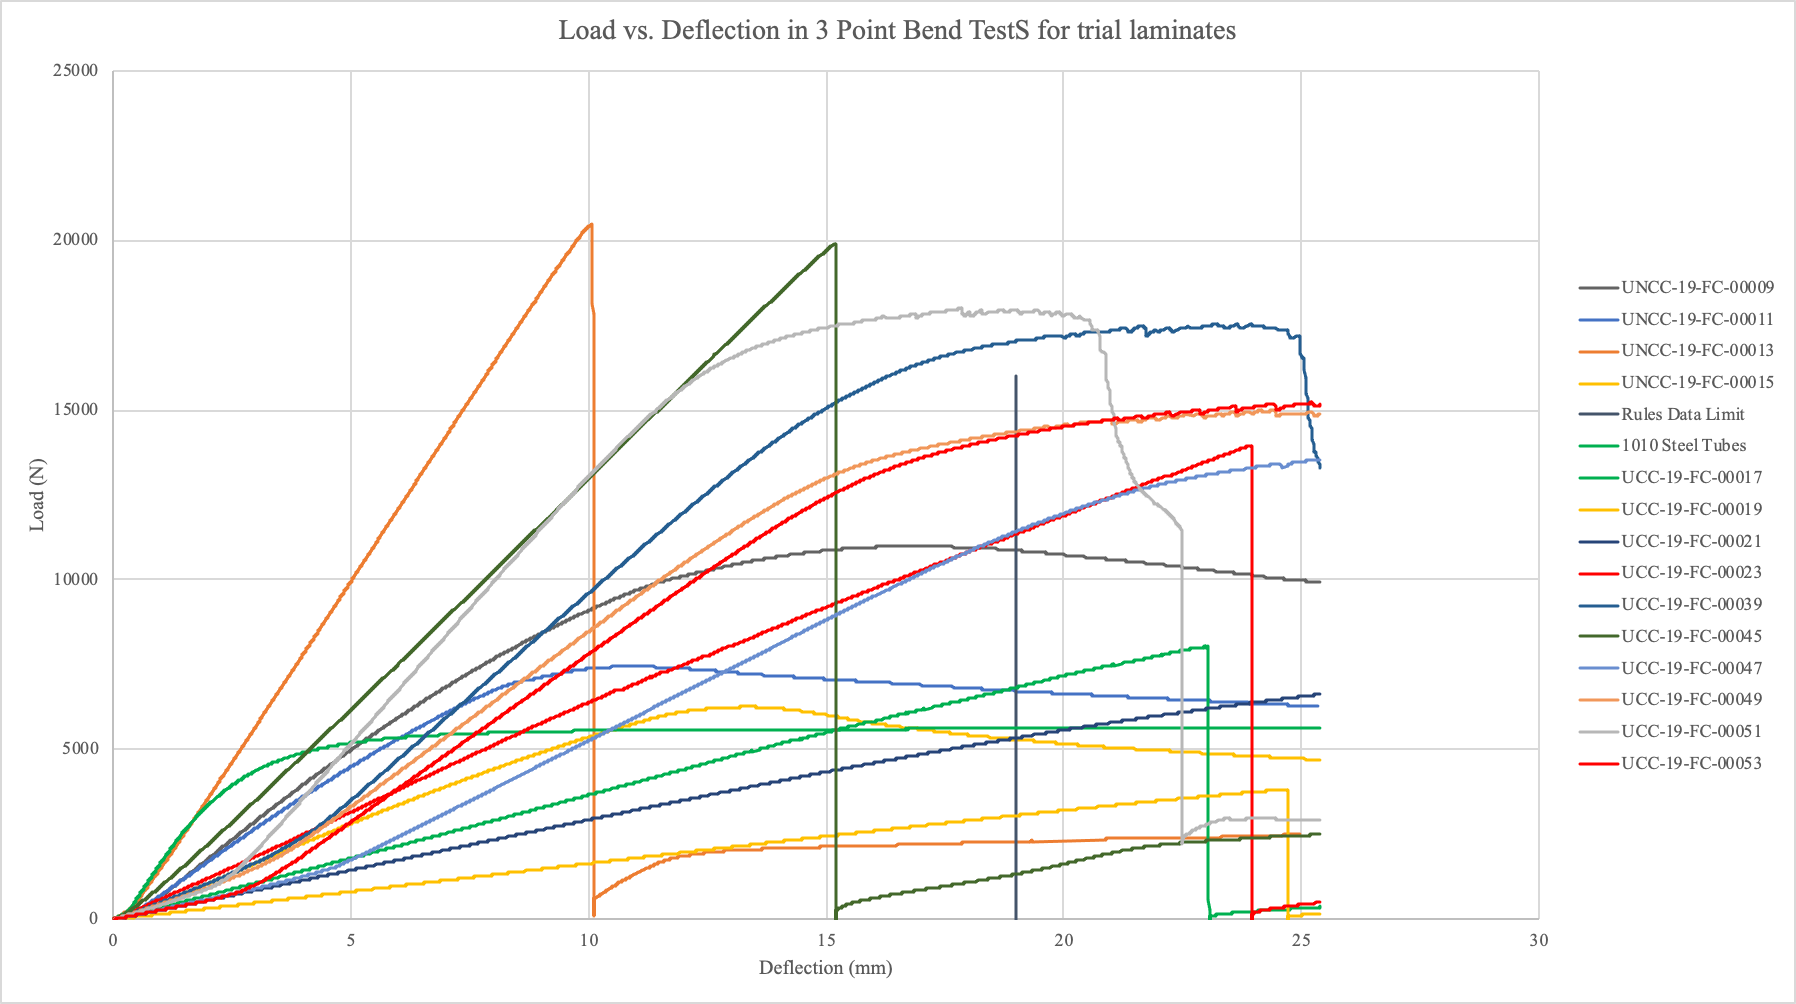 Load vs. Deflection in 3 Point Bend TestS for trial laminates
25000
20000
15000
10000
5000
0
Load (N)
0 5 10 15 20 25 30
Deflection (mm)
UNCC-19-FC-00009
UNCC-19-FC-00011
UNCC-19-FC-00013
UNCC-19-FC-00015
Rules Data Limit
1010 Steel Tubes
UCC-19-FC-00017
UCC-19-FC-00019
UCC-19-FC-00021
UCC-19-FC-00023
UCC-19-FC-00039
UCC-19-FC-00045
UCC-19-FC-00047
UCC-19-FC-00049
UCC-19-FC-00051
UCC-19-FC-00053